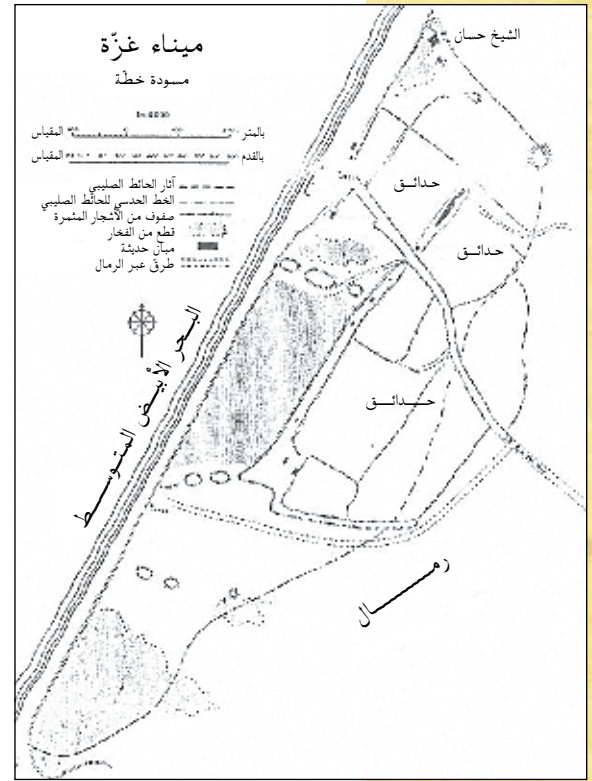 ميناء غزّة
مسودة خطّة
بالمتر المقياس
بالقدم المقياس
آثار الحائط الصليبي
الخط الحدسي للحائط الصليبي
صفوف من الأشجار المثمرة
قطع من الفخار
مبان حديثة
طرق عبر الرمال
الشيخ حسان
حدائق
حدائق
حدائق
البحر الأبيض المتوسط
رمال